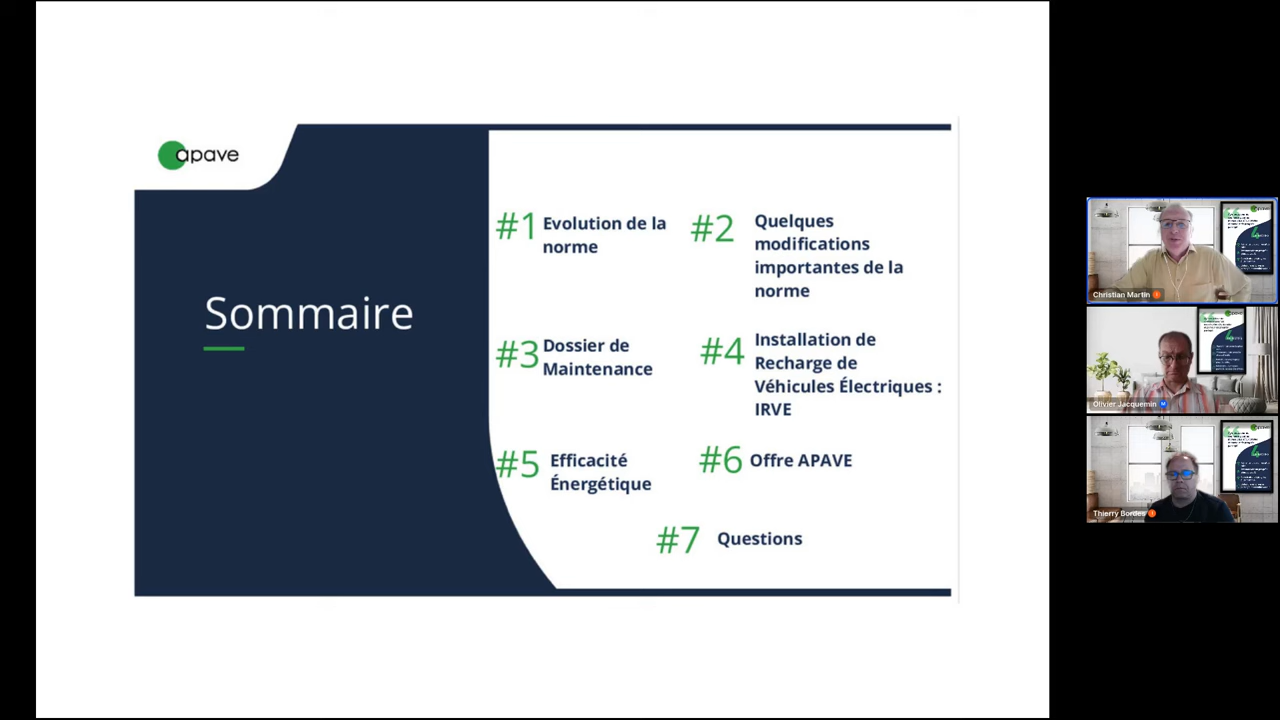 apave
Sommaire
#1 Evolution de la
norme
#2 Quelques
modifications
importantes de la
norme
#3 Dossier de
Maintenance
#4 Installation de
Recharge de
Véhicules Électriques :
IRVE
#5 Efficacité
Énergétique
#6 Offre APAVE
#7 Questions
Christian Martin
Olivier Jacquemin
Thierry Bordes